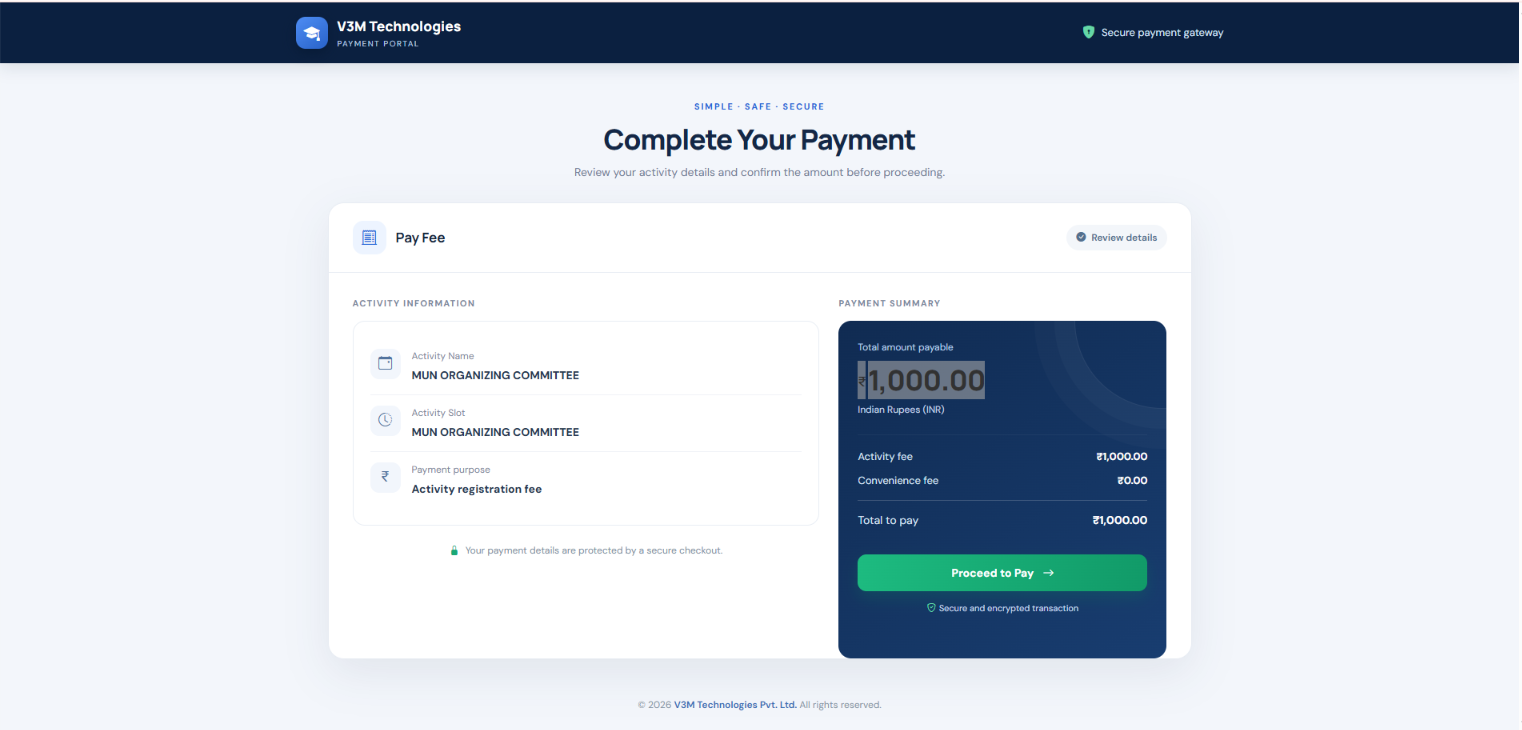 V3M Technologies
PAYMENT PORTAL
Secure payment gateway
SIMPLE · SAFE · SECURE
Complete Your Payment
Review your activity details and confirm the amount before proceeding.
Pay Fee
Review details
ACTIVITY INFORMATION
Activity Name
MUN ORGANIZING COMMITTEE
Activity Slot
MUN ORGANIZING COMMITTEE
₹
Payment purpose
Activity registration fee
Your payment details are protected by a secure checkout.
PAYMENT SUMMARY
Total amount payable
₹1,000.00
Indian Rupees (INR)
Activity fee ₹1,000.00
Convenience fee ₹0.00
Total to pay ₹1,000.00
Proceed to Pay →
Secure and encrypted transaction
© 2026 V3M Technologies Pvt. Ltd. All rights reserved.